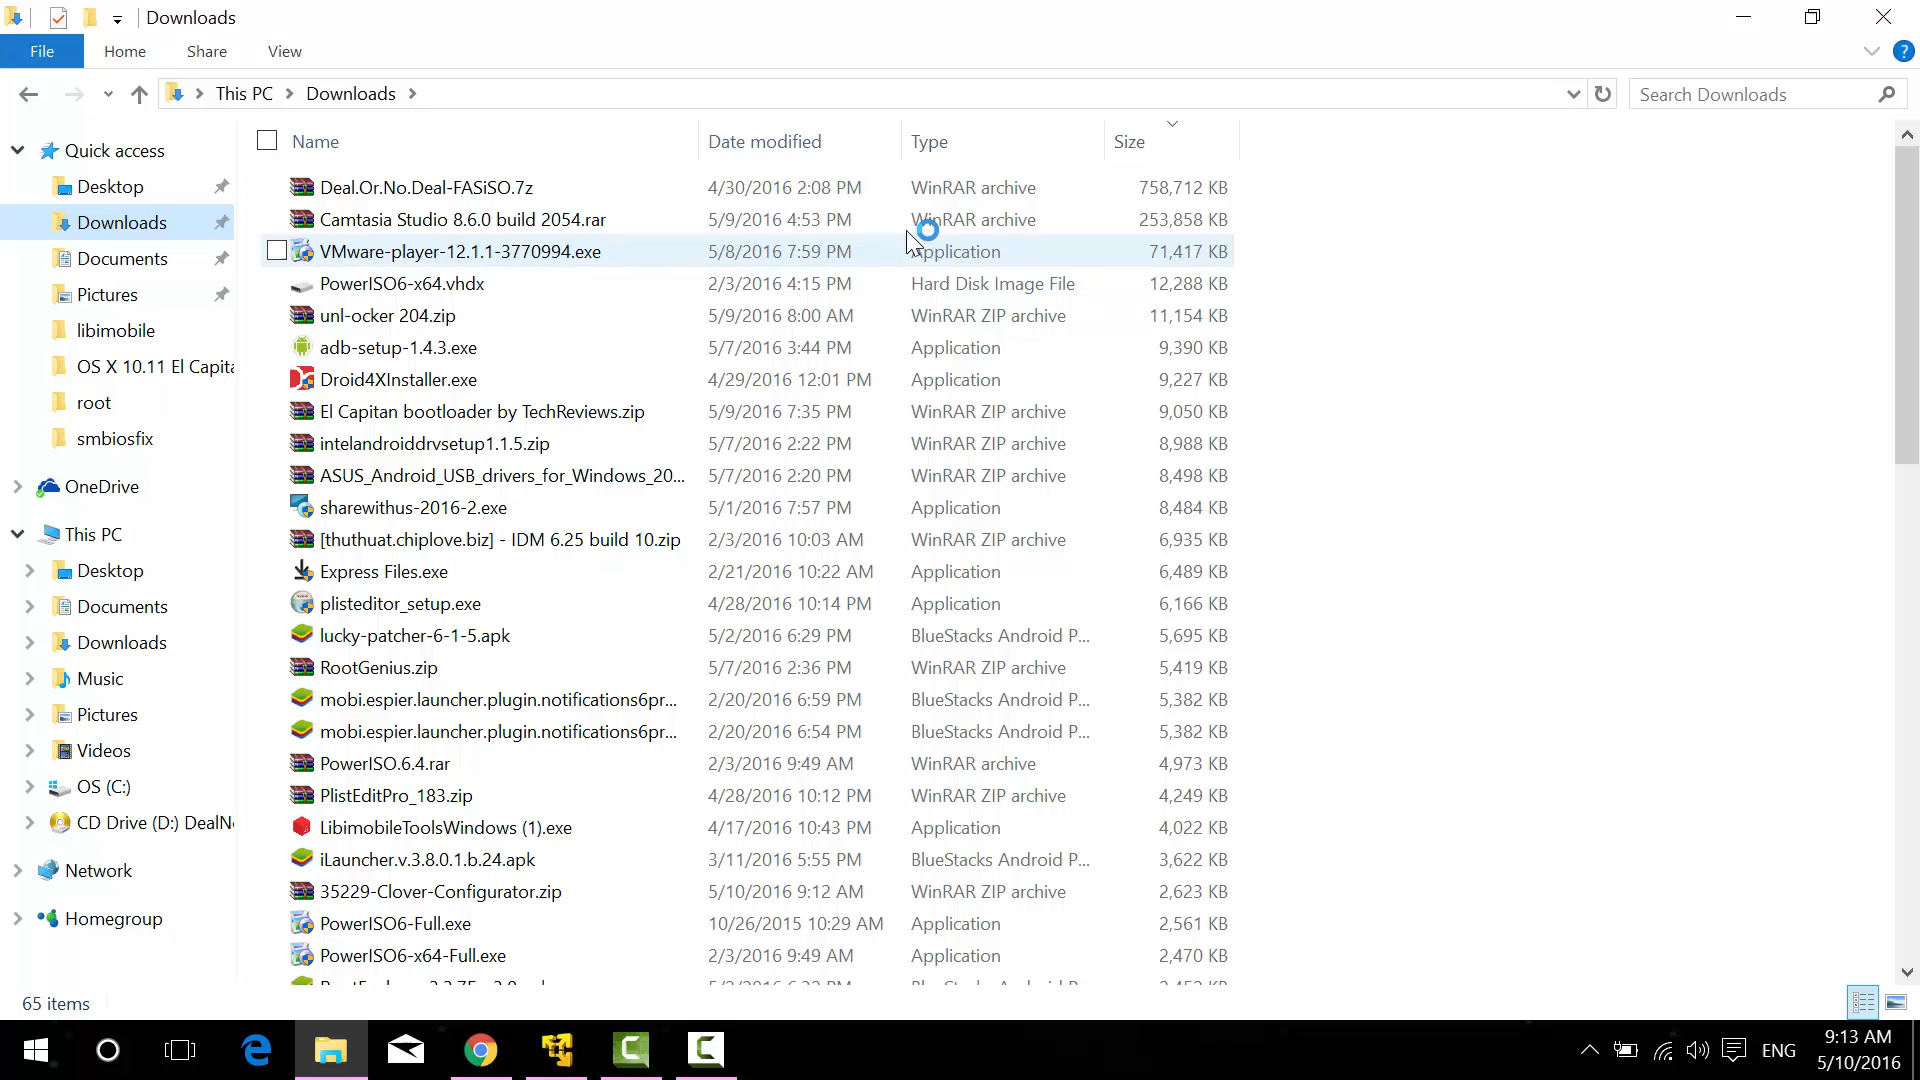 Downloads
File Home Share View
This PC Downloads
Search Downloads
Quick access
Desktop
Downloads
Documents
Pictures
libimobile
OS X 10.11 El Capita
root
smbiosfix
OneDrive
This PC
Desktop
Documents
Downloads
Music
Pictures
Videos
OS (C:)
CD Drive (D:) DealN
Network
Homegroup
Name Date modified Type Size
Deal.Or.No.Deal-FASiSO.7z 4/30/2016 2:08 PM WinRAR archive 758,712 KB
Camtasia Studio 8.6.0 build 2054.rar 5/9/2016 4:53 PM WinRAR archive 253,858 KB
VMware-player-12.1.1-3770994.exe 5/8/2016 7:59 PM Application 71,417 KB
PowerISO6-x64.vhdx 2/3/2016 4:15 PM Hard Disk Image File 12,288 KB
unl-ocker 204.zip 5/9/2016 8:00 AM WinRAR ZIP archive 11,154 KB
adb-setup-1.4.3.exe 5/7/2016 3:44 PM Application 9,390 KB
Droid4XInstaller.exe 4/29/2016 12:01 PM Application 9,227 KB
El Capitan bootloader by TechReviews.zip 5/9/2016 7:35 PM WinRAR ZIP archive 9,050 KB
intelandroiddrvsetup1.1.5.zip 5/7/2016 2:22 PM WinRAR ZIP archive 8,988 KB
ASUS_Android_USB_drivers_for_Windows_20... 5/7/2016 2:20 PM WinRAR ZIP archive 8,498 KB
sharewithus-2016-2.exe 5/1/2016 7:57 PM Application 8,484 KB
[thuthuat.chiplove.biz] - IDM 6.25 build 10.zip 2/3/2016 10:03 AM WinRAR ZIP archive 6,935 KB
Express Files.exe 2/21/2016 10:22 AM Application 6,489 KB
plisteditor_setup.exe 4/28/2016 10:14 PM Application 6,166 KB
lucky-patcher-6-1-5.apk 5/2/2016 6:29 PM BlueStacks Android P... 5,695 KB
RootGenius.zip 5/7/2016 2:36 PM WinRAR ZIP archive 5,419 KB
mobi.espier.launcher.plugin.notifications6pr... 2/20/2016 6:59 PM BlueStacks Android P... 5,382 KB
mobi.espier.launcher.plugin.notifications6pr... 2/20/2016 6:54 PM BlueStacks Android P... 5,382 KB
PowerISO.6.4.rar 2/3/2016 9:49 AM WinRAR archive 4,973 KB
PlistEditPro_183.zip 4/28/2016 10:12 PM WinRAR ZIP archive 4,249 KB
LibimobileToolsWindows (1).exe 4/17/2016 10:43 PM Application 4,022 KB
iLauncher.v.3.8.0.1.b.24.apk 3/11/2016 5:55 PM BlueStacks Android P... 3,622 KB
35229-Clover-Configurator.zip 5/10/2016 9:12 AM WinRAR ZIP archive 2,623 KB
PowerISO6-Full.exe 10/26/2015 10:29 AM Application 2,561 KB
PowerISO6-x64-Full.exe 2/3/2016 9:49 AM Application 2,470 KB
65 items
ENG
9:13 AM
5/10/2016